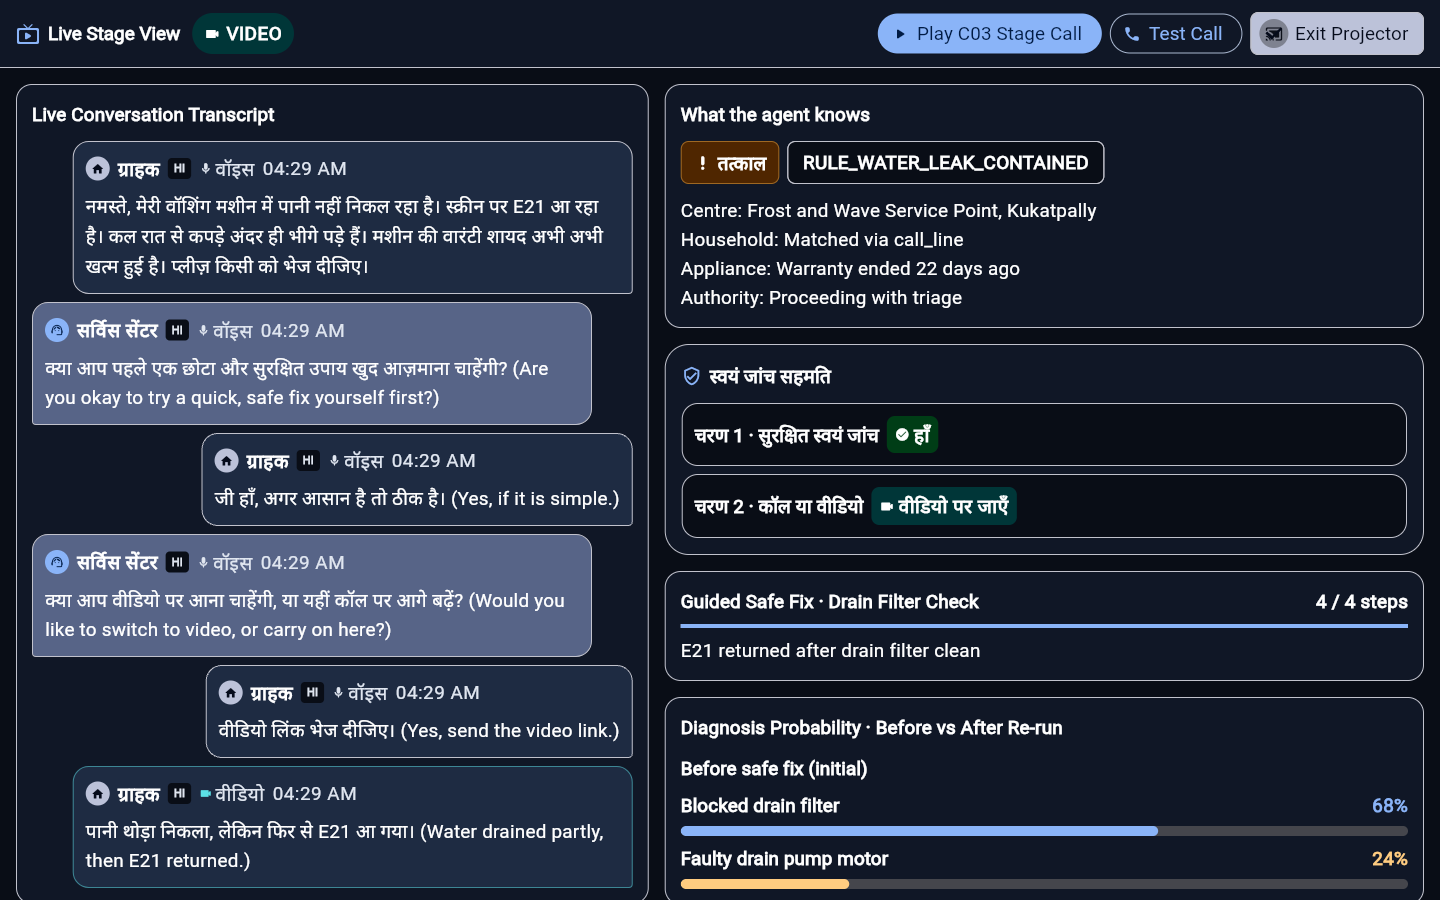 Live Stage View
VIDEO
Play C03 Stage Call
Test Call
Exit Projector
Live Conversation Transcript
ग्राहक HI वॉइस 04:29 AM
नमस्ते, मेरी वॉशिंग मशीन में पानी नहीं निकल रहा है। स्क्रीन पर E21 आ रहा
है। कल रात से कपड़े अंदर ही भीगे पड़े हैं। मशीन की वारंटी शायद अभी अभी
खत्म हुई है। प्लीज़ किसी को भेज दीजिए।
सर्विस सेंटर HI वॉइस 04:29 AM
क्या आप पहले एक छोटा और सुरक्षित उपाय खुद आज़माना चाहेंगी? (Are
you okay to try a quick, safe fix yourself first?)
ग्राहक HI वॉइस 04:29 AM
जी हाँ, अगर आसान है तो ठीक है। (Yes, if it is simple.)
सर्विस सेंटर HI वॉइस 04:29 AM
क्या आप वीडियो पर आना चाहेंगी, या यहीं कॉल पर आगे बढ़ें? (Would you
like to switch to video, or carry on here?)
ग्राहक HI वॉइस 04:29 AM
वीडियो लिंक भेज दीजिए। (Yes, send the video link.)
ग्राहक HI वीडियो 04:29 AM
पानी थोड़ा निकला, लेकिन फिर से E21 आ गया। (Water drained partly,
then E21 returned.)
What the agent knows
तत्काल
RULE_WATER_LEAK_CONTAINED
Centre: Frost and Wave Service Point, Kukatpally
Household: Matched via call_line
Appliance: Warranty ended 22 days ago
Authority: Proceeding with triage
स्वयं जांच सहमति
चरण 1 · सुरक्षित स्वयं जांच हाँ
चरण 2 · कॉल या वीडियो वीडियो पर जाएँ
Guided Safe Fix · Drain Filter Check 4 / 4 steps
E21 returned after drain filter clean
Diagnosis Probability · Before vs After Re-run
Before safe fix (initial)
Blocked drain filter 68%
Faulty drain pump motor 24%